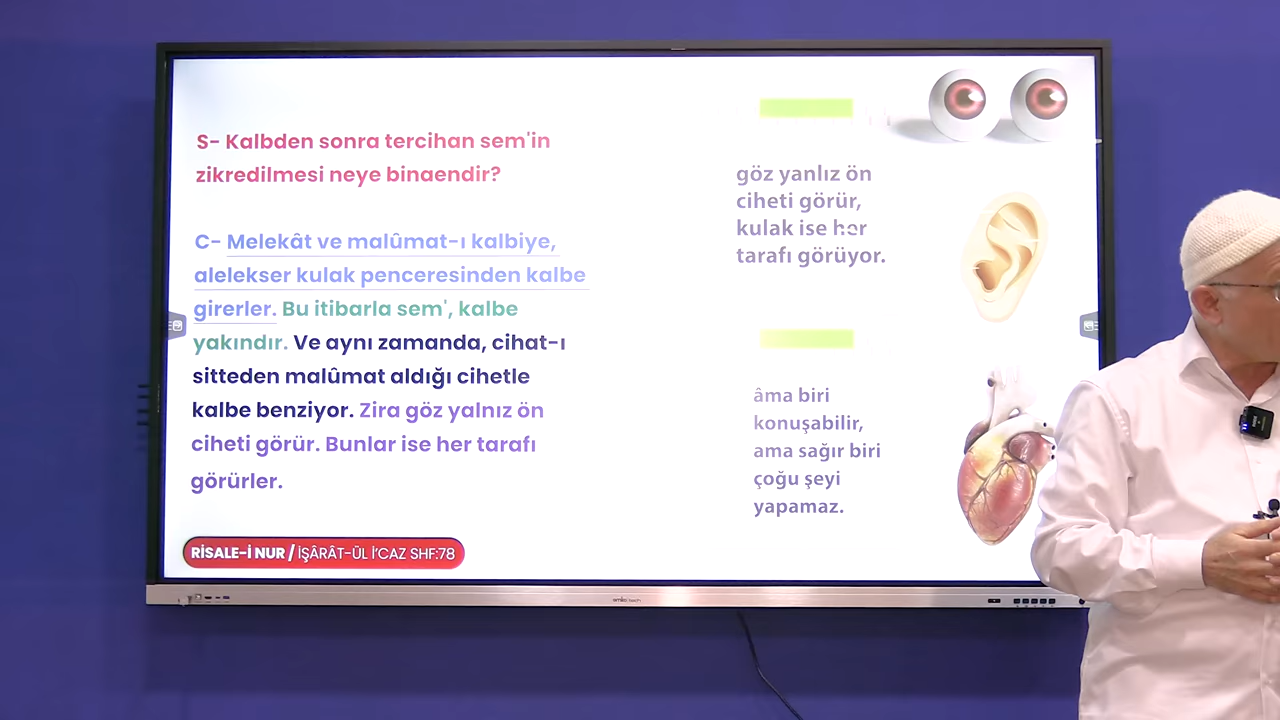 S- Kalbden sonra tercihan sem'in
zikredilmesi neye binaendir?
C- Melekât ve malûmat-ı kalbiye,
alelekser kulak penceresinden kalbe
girerler. Bu itibarla sem', kalbe
yakındır. Ve aynı zamanda, cihat-ı
sitteden malûmat aldığı cihetle
kalbe benziyor. Zira göz yalnız ön
ciheti görür. Bunlar ise her tarafı
görürler.
RİSALE-İ NUR / İŞÂRÂT-ÜL İ'CAZ SHF:78
göz yanlız ön
ciheti görür,
kulak ise her
tarafı görüyor.
âma biri
konuşabilir,
ama sağır biri
çoğu şeyi
yapamaz.